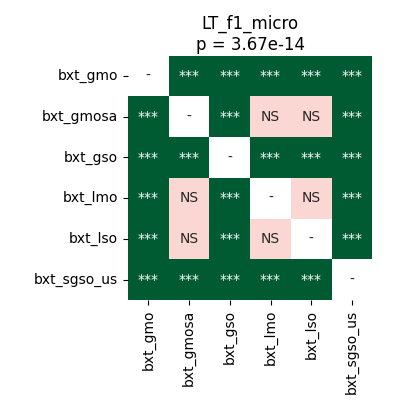 LT_f1_micro
p = 3.67e-14
bxt_gmo - *** *** *** *** ***
bxt_gmosa *** - *** NS NS ***
bxt_gso *** *** - *** *** ***
bxt_lmo *** NS *** - NS ***
bxt_lso *** NS *** NS - ***
bxt_sgso_us *** *** *** *** *** -
bxt_gmo bxt_gmosa bxt_gso bxt_lmo bxt_lso bxt_sgso_us